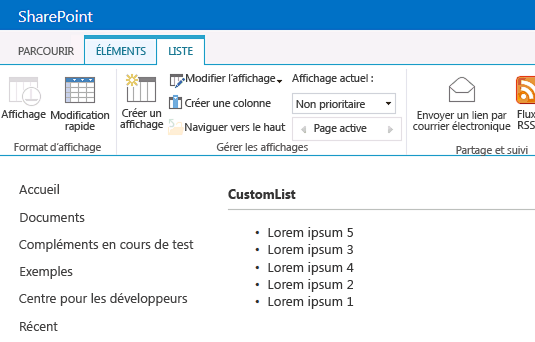 SharePoint
PARCOURIR ÉLÉMENTS LISTE
Affichage
Modification
rapide
Format d'affichage
Créer un
affichage
Modifier l'affichage
Créer une colonne
Naviguer vers le haut
Affichage actuel :
Non prioritaire
Page active
Gérer les affichages
Envoyer un lien par
courrier électronique
Flux
RSS
Partage et suivi
Accueil
Documents
Compléments en cours de test
Exemples
Centre pour les développeurs
Récent
CustomList
• Lorem ipsum 5
• Lorem ipsum 3
• Lorem ipsum 4
• Lorem ipsum 2
• Lorem ipsum 1